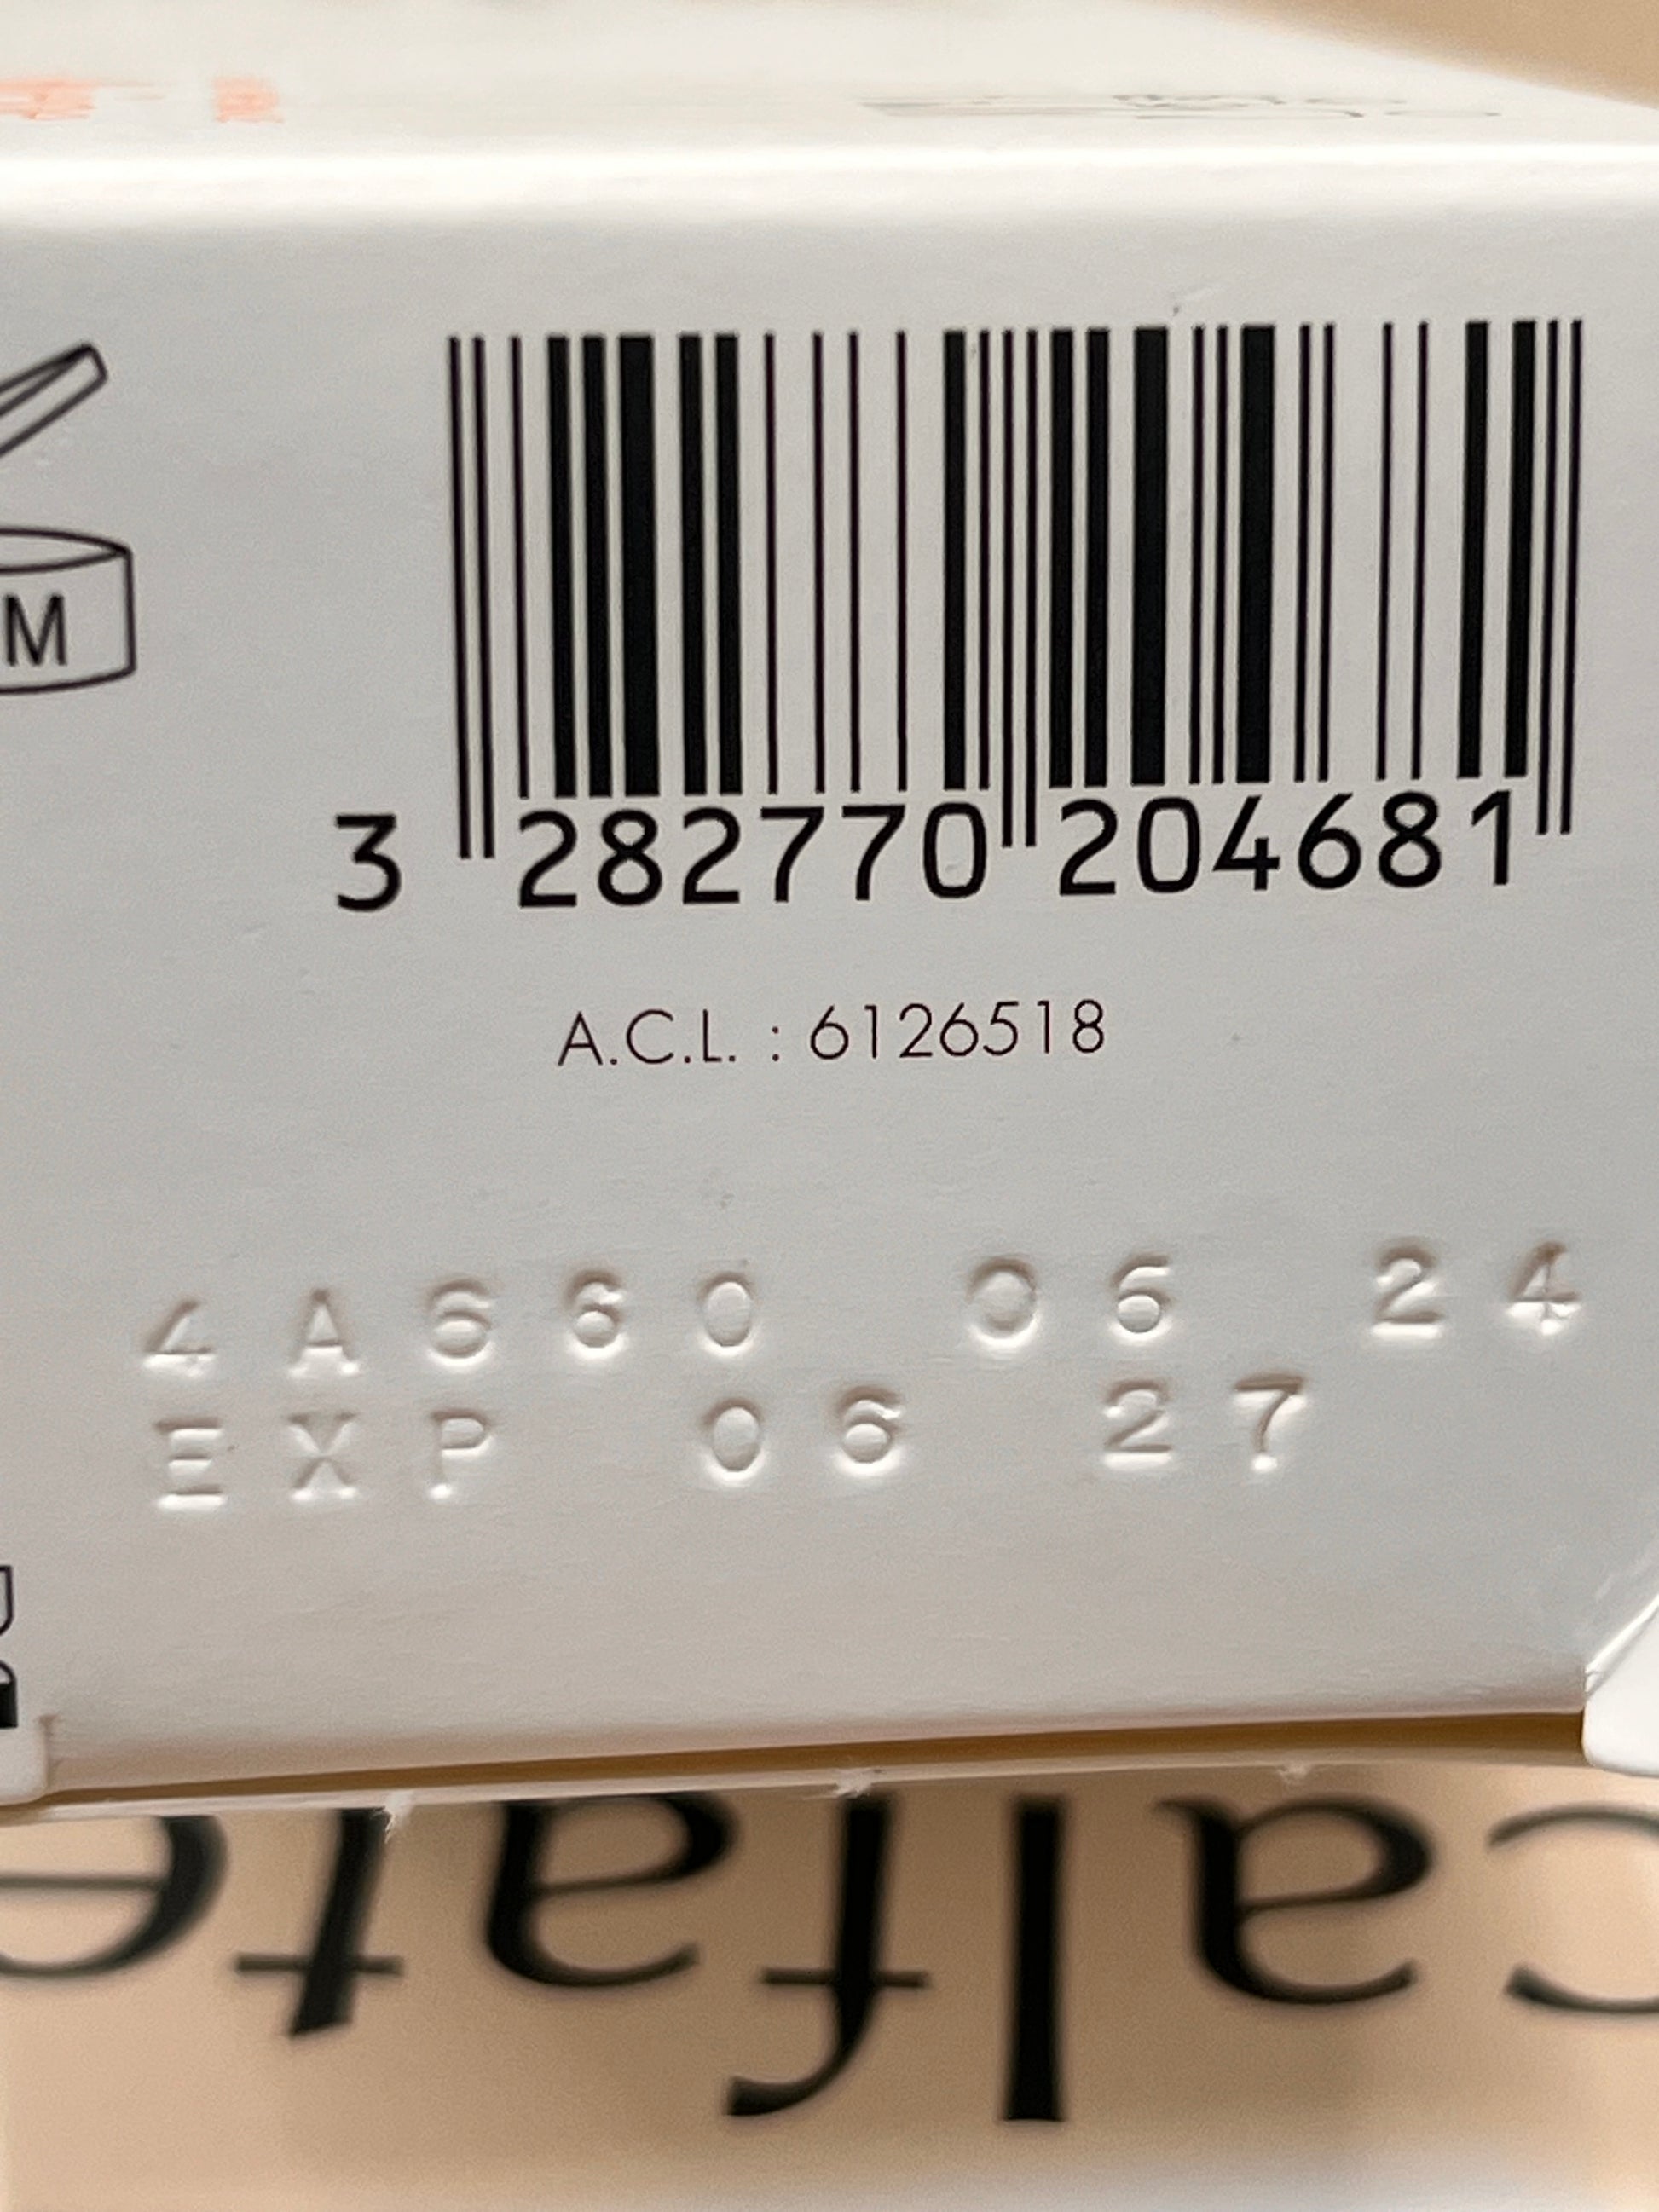 M
3 282770 204681
A.C.L. : 6126518
4A660 06 24
EXP 06 27
calfate